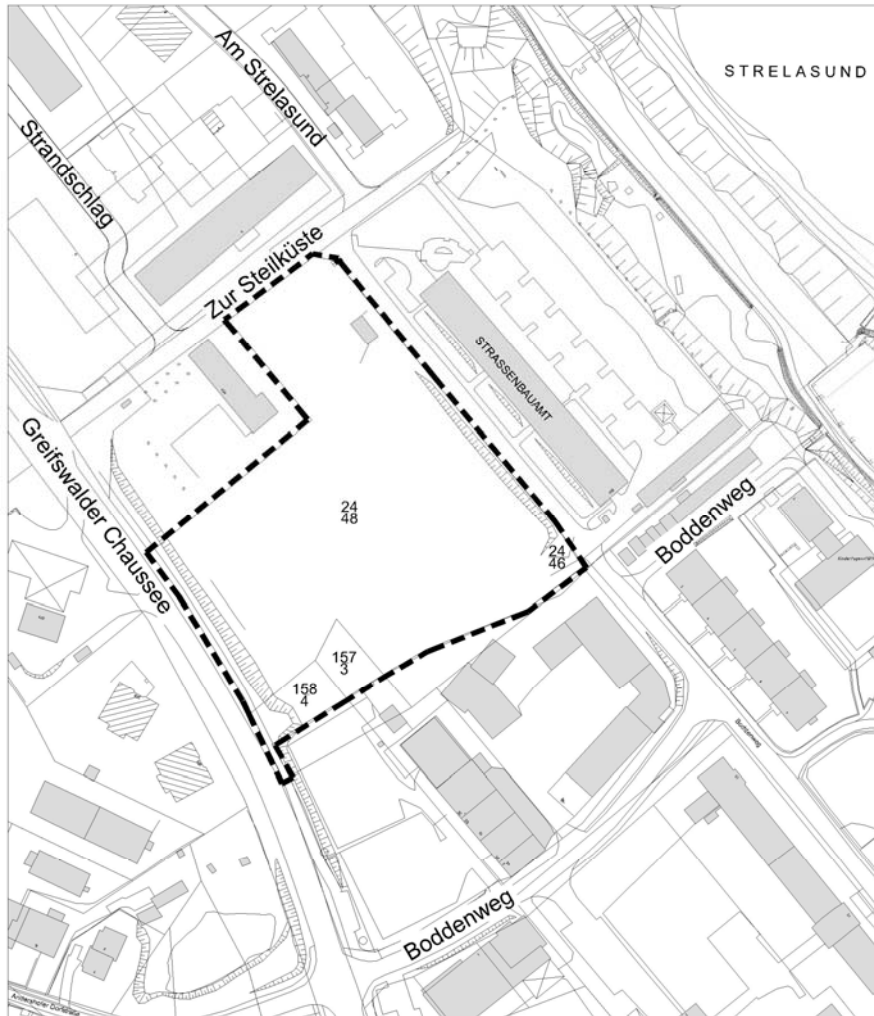 STRELASUND
Am Strelasund
Strandschlag
Zur Steilküste
STRASSENBAUAMT
Greifswalder Chaussee
24
48
Boddenweg
24
46
157
3
158
4
Boddenweg
Boddenweg